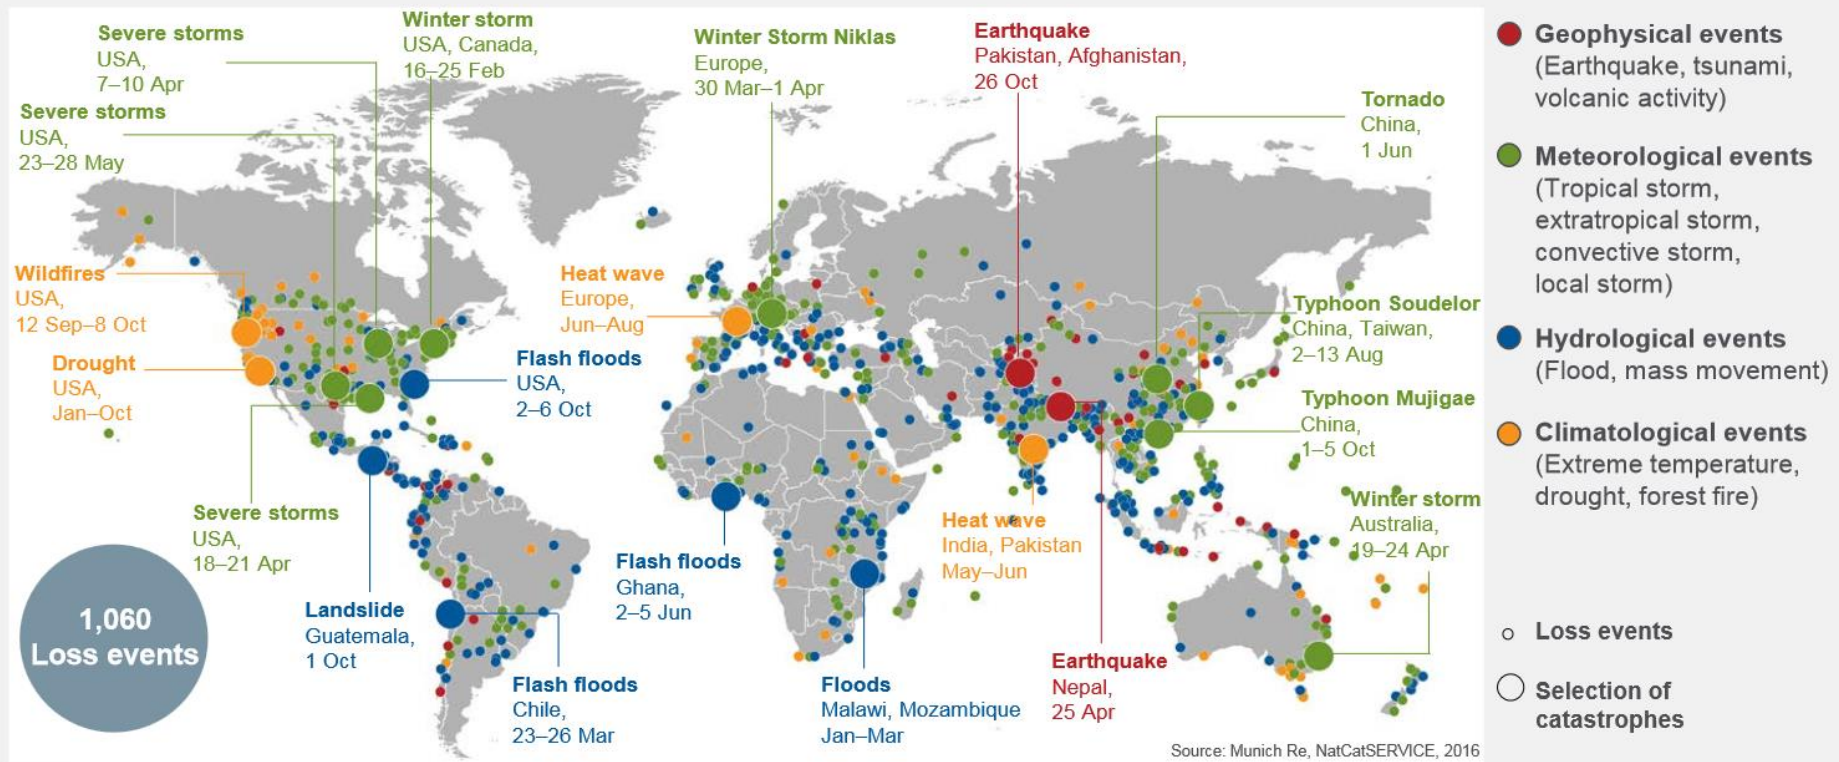 Severe storms
USA,
7–10 Apr
Severe storms
USA,
23–28 May
Winter storm
USA, Canada,
16–25 Feb
Winter Storm Niklas
Europe,
30 Mar–1 Apr
Earthquake
Pakistan, Afghanistan,
26 Oct
Tornado
China,
1 Jun
Wildfires
USA,
12 Sep–8 Oct
Drought
USA,
Jan–Oct
Heat wave
Europe,
Jun–Aug
Flash floods
USA,
2–6 Oct
Typhoon Soudelor
China, Taiwan,
2–13 Aug
Typhoon Mujigae
China,
1–5 Oct
Winter storm
Australia,
19–24 Apr
Severe storms
USA,
18–21 Apr
Landslide
Guatemala,
1 Oct
Flash floods
Chile,
23–26 Mar
Flash floods
Ghana,
2–5 Jun
Floods
Malawi, Mozambique
Jan–Mar
Heat wave
India, Pakistan
May–Jun
Earthquake
Nepal,
25 Apr
1,060
Loss events
Source: Munich Re, NatCatSERVICE, 2016
Geophysical events
(Earthquake, tsunami,
volcanic activity)
Meteorological events
(Tropical storm,
extratropical storm,
convective storm,
local storm)
Hydrological events
(Flood, mass movement)
Climatological events
(Extreme temperature,
drought, forest fire)
Loss events
Selection of
catastrophes